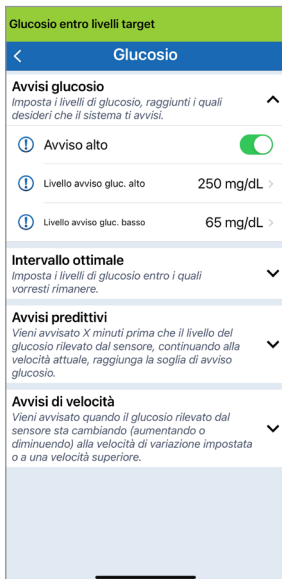 Glucosio entro livelli target
Glucosio
Avvisi glucosio
Imposta i livelli di glucosio, raggiunti i quali
desideri che il sistema ti avvisi.
Avviso alto
Livello avviso gluc. alto 250 mg/dL
Livello avviso gluc. basso 65 mg/dL
Intervallo ottimale
Imposta i livelli di glucosio entro i quali
vorresti rimanere.
Avvisi predittivi
Vieni avvisato X minuti prima che il livello del
glucosio rilevato dal sensore, continuando alla
velocità attuale, raggiunga la soglia di avviso
glucosio.
Avvisi di velocità
Vieni avvisato quando il glucosio rilevato dal
sensore sta cambiando (aumentando o
diminuendo) alla velocità di variazione impostata
o a una velocità superiore.